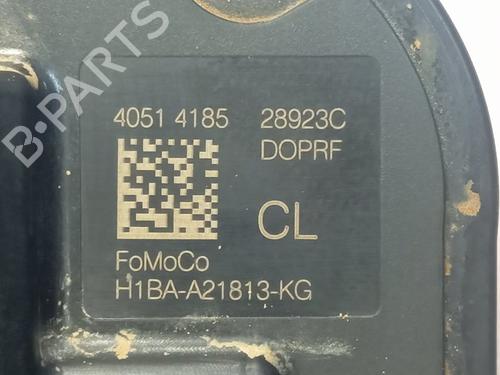 B-PARTS
4051 4185 28923C
DOPRF
CL
FoMoCo
H1BA-A21813-KG